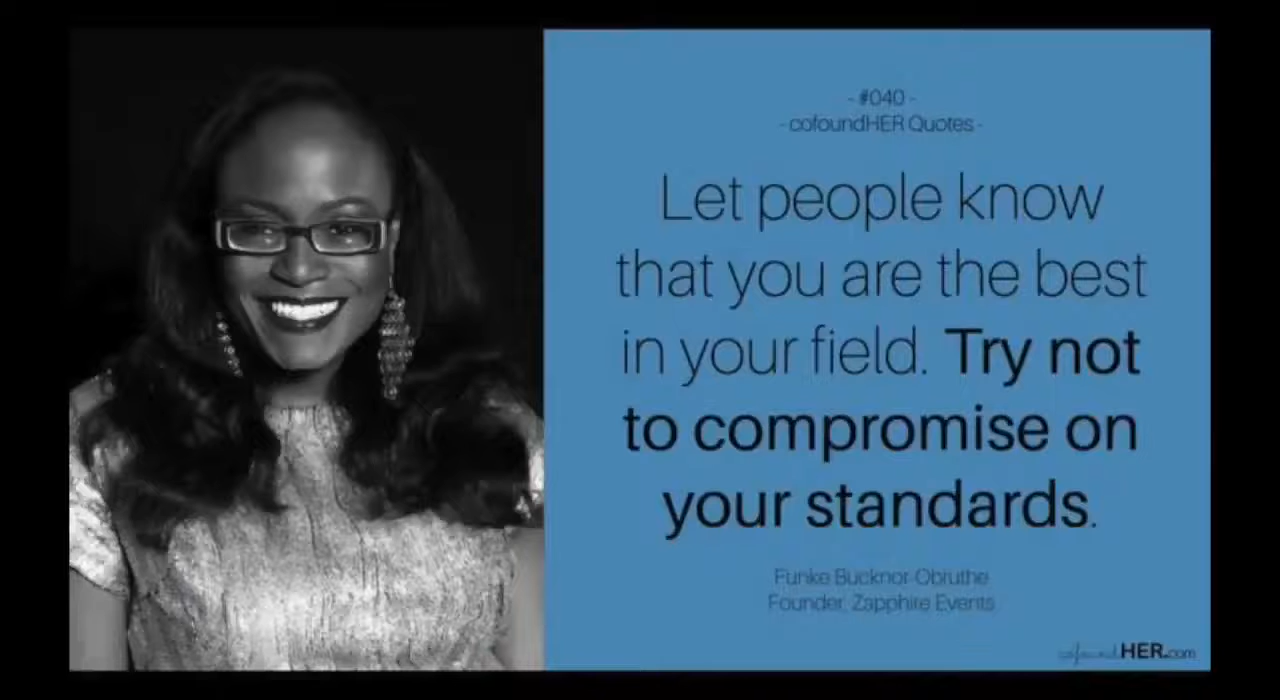 - #040 -
- cofoundHER Quotes -
Let people know
that you are the best
in your field. Try not
to compromise on
your standards.
Funke Bucknor-Obruthe
Founder, Zapphire Events
cofoundHER.com